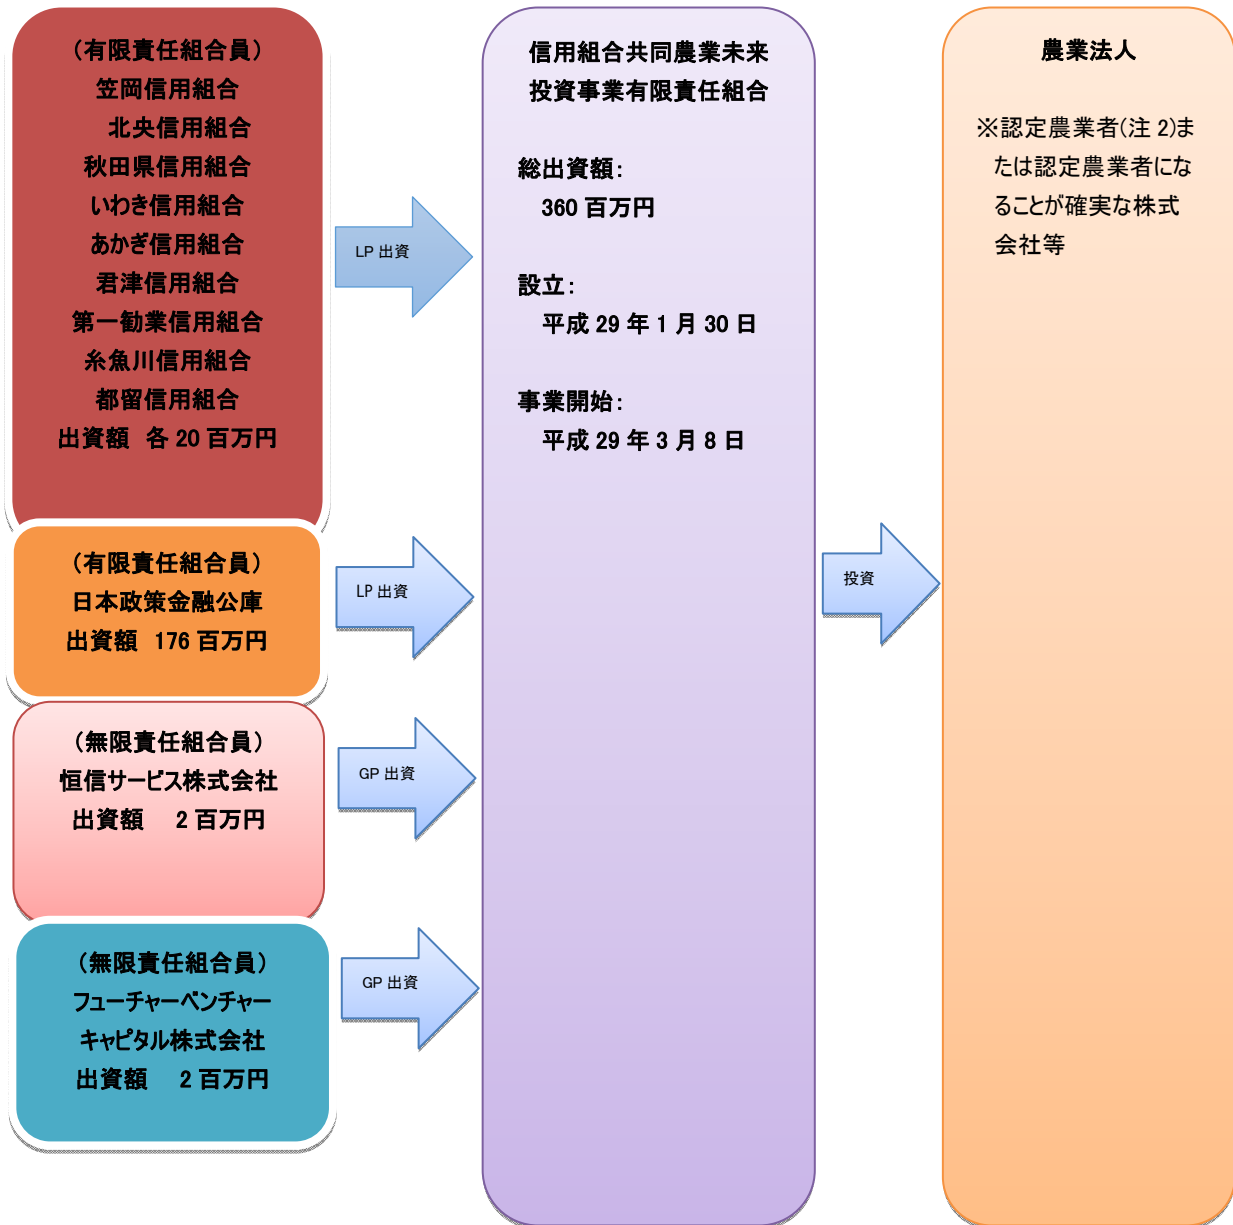 （有限責任組合員）
笠岡信用組合
北央信用組合
秋田県信用組合
いわき信用組合
あかぎ信用組合
君津信用組合
第一勧業信用組合
糸魚川信用組合
都留信用組合
出資額 各 20 百万円
LP 出資
（有限責任組合員）
日本政策金融公庫
出資額 176 百万円
LP 出資
（無限責任組合員）
恒信サービス株式会社
出資額 2 百万円
GP 出資
（無限責任組合員）
フューチャーベンチャー
キャピタル株式会社
出資額 2 百万円
GP 出資
信用組合共同農業未来
投資事業有限責任組合
総出資額：
360 百万円
設立：
平成 29 年 1 月 30 日
事業開始：
平成 29 年 3 月 8 日
投資
農業法人
※認定農業者(注 2)ま
たは認定農業者にな
ることが確実な株式
会社等